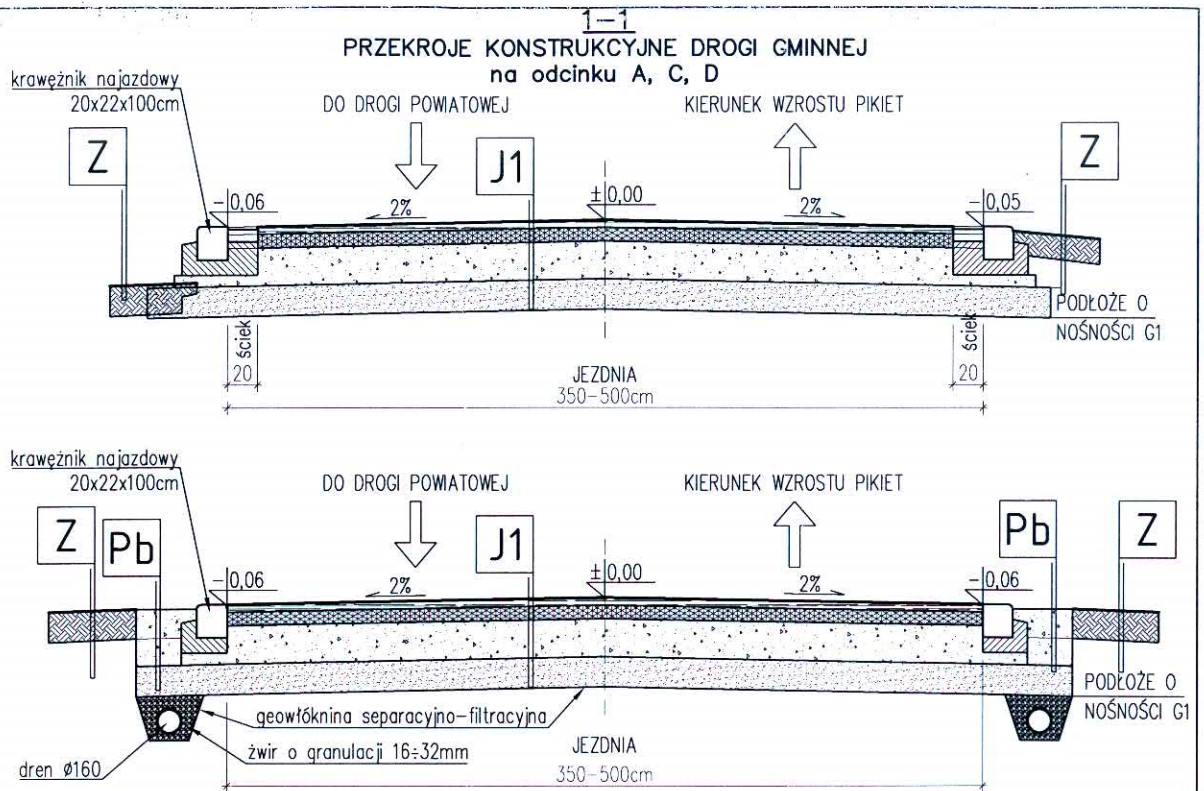 1-1
PRZEKROJE KONSTRUKCYJNE DROGI GMINNEJ
na odcinku A, C, D
krawężnik najazdowy
20x22x100cm
DO DROGI POWIATOWEJ
KIERUNEK WZROSTU PIKIET
Z
J1
Z
-0,06
2%
±0,00
2%
-0,05
PODŁOŻE O
NOŚNOŚCI G1
ściek
20
ściek
20
JEZDNIA
350-500cm
krawężnik najazdowy
20x22x100cm
DO DROGI POWIATOWEJ
KIERUNEK WZROSTU PIKIET
Z
Pb
J1
Pb
Z
-0,06
2%
±0,00
2%
-0,06
PODŁOŻE O
NOŚNOŚCI G1
geowłóknina separacyjno-filtracyjna
żwir o granulacji 16÷32mm
dren ø160
JEZDNIA
350-500cm